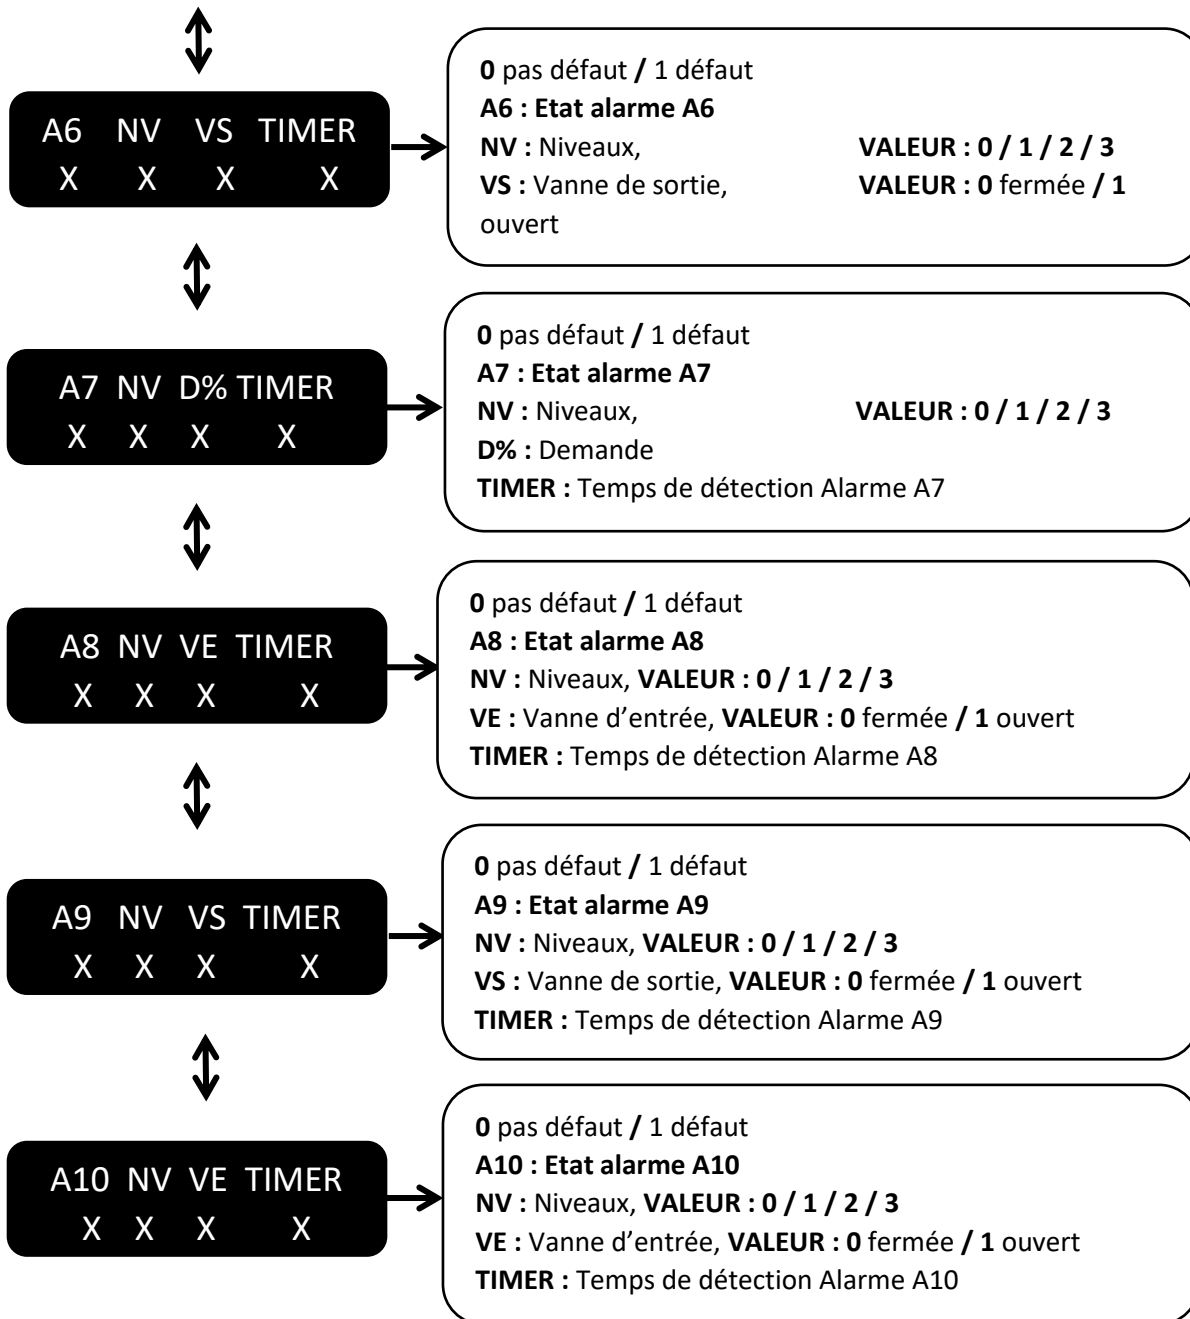 A6 NV VS TIMER
X X X X
0 pas défaut / 1 défaut
A6 : Etat alarme A6
NV : Niveaux, VALEUR : 0 / 1 / 2 / 3
VS : Vanne de sortie, VALEUR : 0 fermée / 1
ouvert
A7 NV D% TIMER
X X X X
0 pas défaut / 1 défaut
A7 : Etat alarme A7
NV : Niveaux, VALEUR : 0 / 1 / 2 / 3
D% : Demande
TIMER : Temps de détection Alarme A7
A8 NV VE TIMER
X X X X
0 pas défaut / 1 défaut
A8 : Etat alarme A8
NV : Niveaux, VALEUR : 0 / 1 / 2 / 3
VE : Vanne d’entrée, VALEUR : 0 fermée / 1 ouvert
TIMER : Temps de détection Alarme A8
A9 NV VS TIMER
X X X X
0 pas défaut / 1 défaut
A9 : Etat alarme A9
NV : Niveaux, VALEUR : 0 / 1 / 2 / 3
VS : Vanne de sortie, VALEUR : 0 fermée / 1 ouvert
TIMER : Temps de détection Alarme A9
A10 NV VE TIMER
X X X X
0 pas défaut / 1 défaut
A10 : Etat alarme A10
NV : Niveaux, VALEUR : 0 / 1 / 2 / 3
VE : Vanne d’entrée, VALEUR : 0 fermée / 1 ouvert
TIMER : Temps de détection Alarme A10